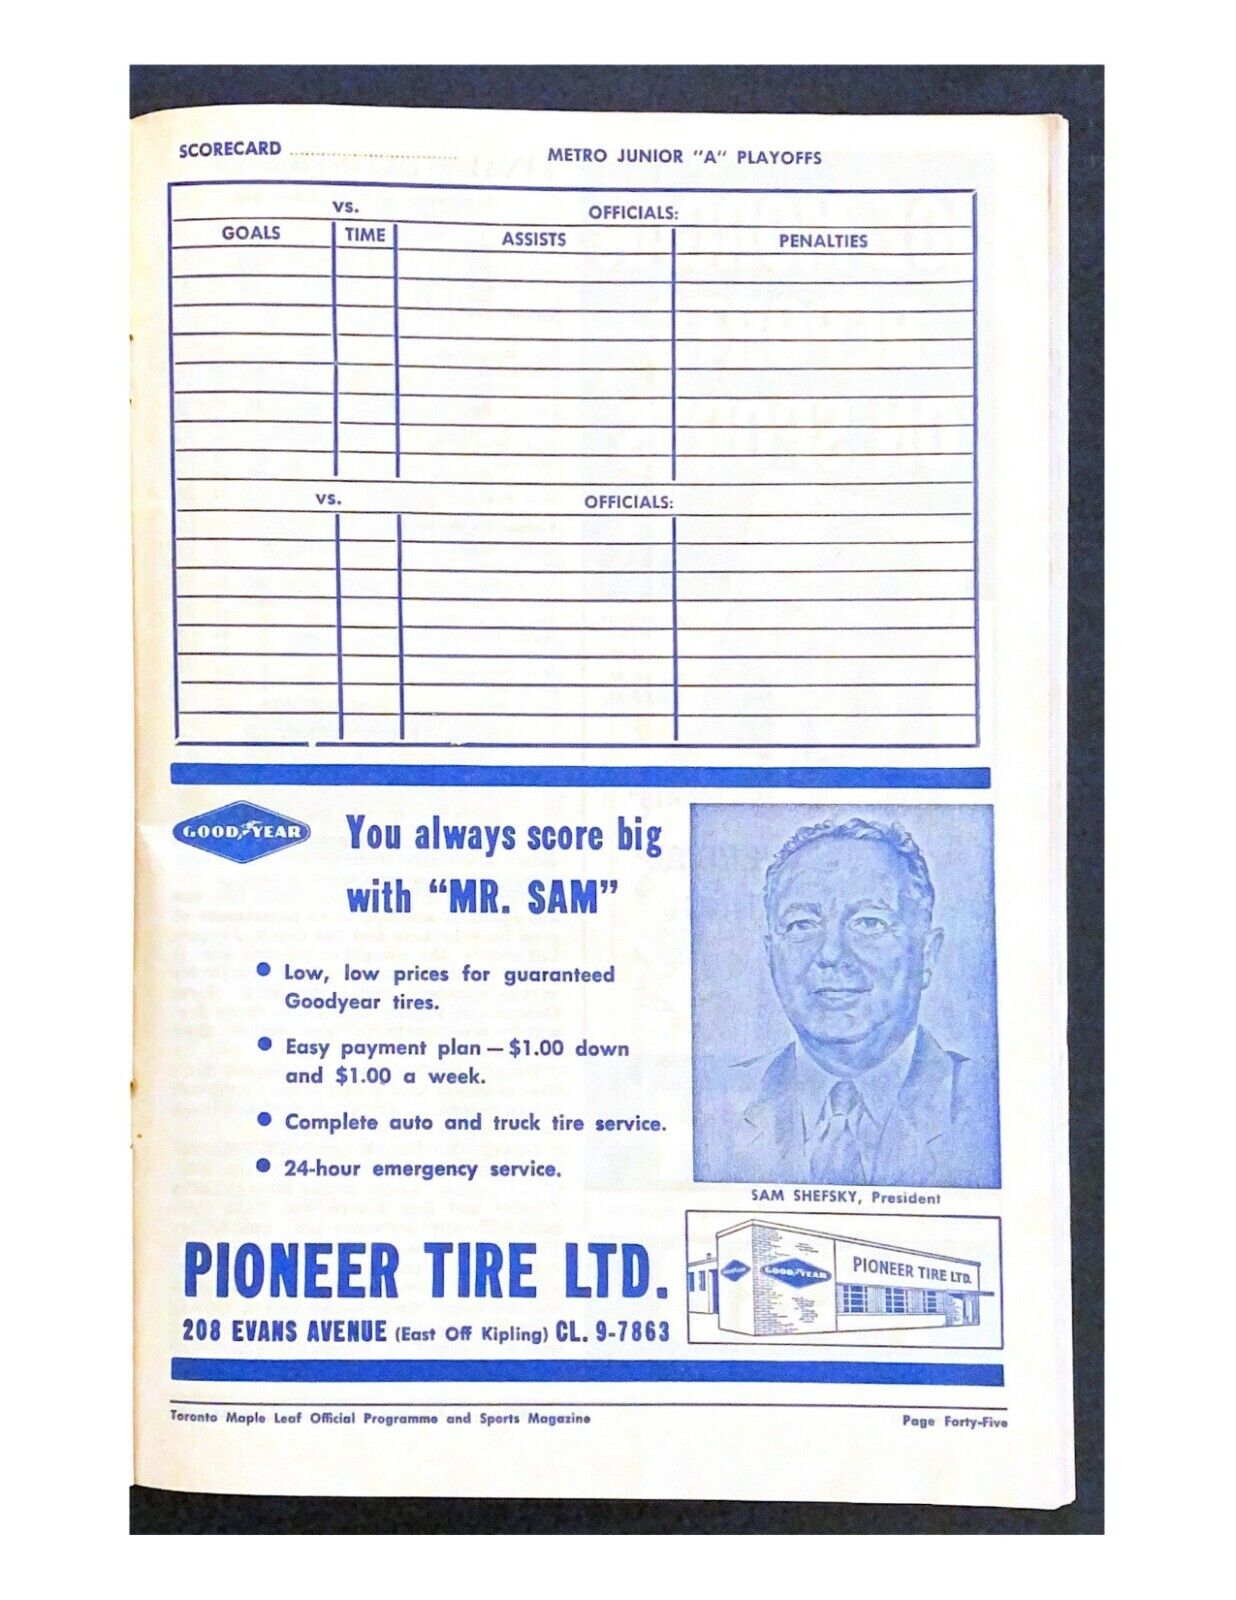 SCORECARD ................................ METRO JUNIOR "A" PLAYOFFS
vs. OFFICIALS:
GOALS TIME ASSISTS PENALTIES
vs. OFFICIALS:
GOOD YEAR
You always score big
with "MR. SAM"
• Low, low prices for guaranteed
Goodyear tires.
• Easy payment plan — $1.00 down
and $1.00 a week.
• Complete auto and truck tire service.
• 24-hour emergency service.
SAM SHEFSKY, President
PIONEER TIRE LTD.
208 EVANS AVENUE (East Off Kipling) CL. 9-7863
GOOD YEAR
PIONEER TIRE LTD.
Toronto Maple Leaf Official Programme and Sports Magazine
Page Forty-Five